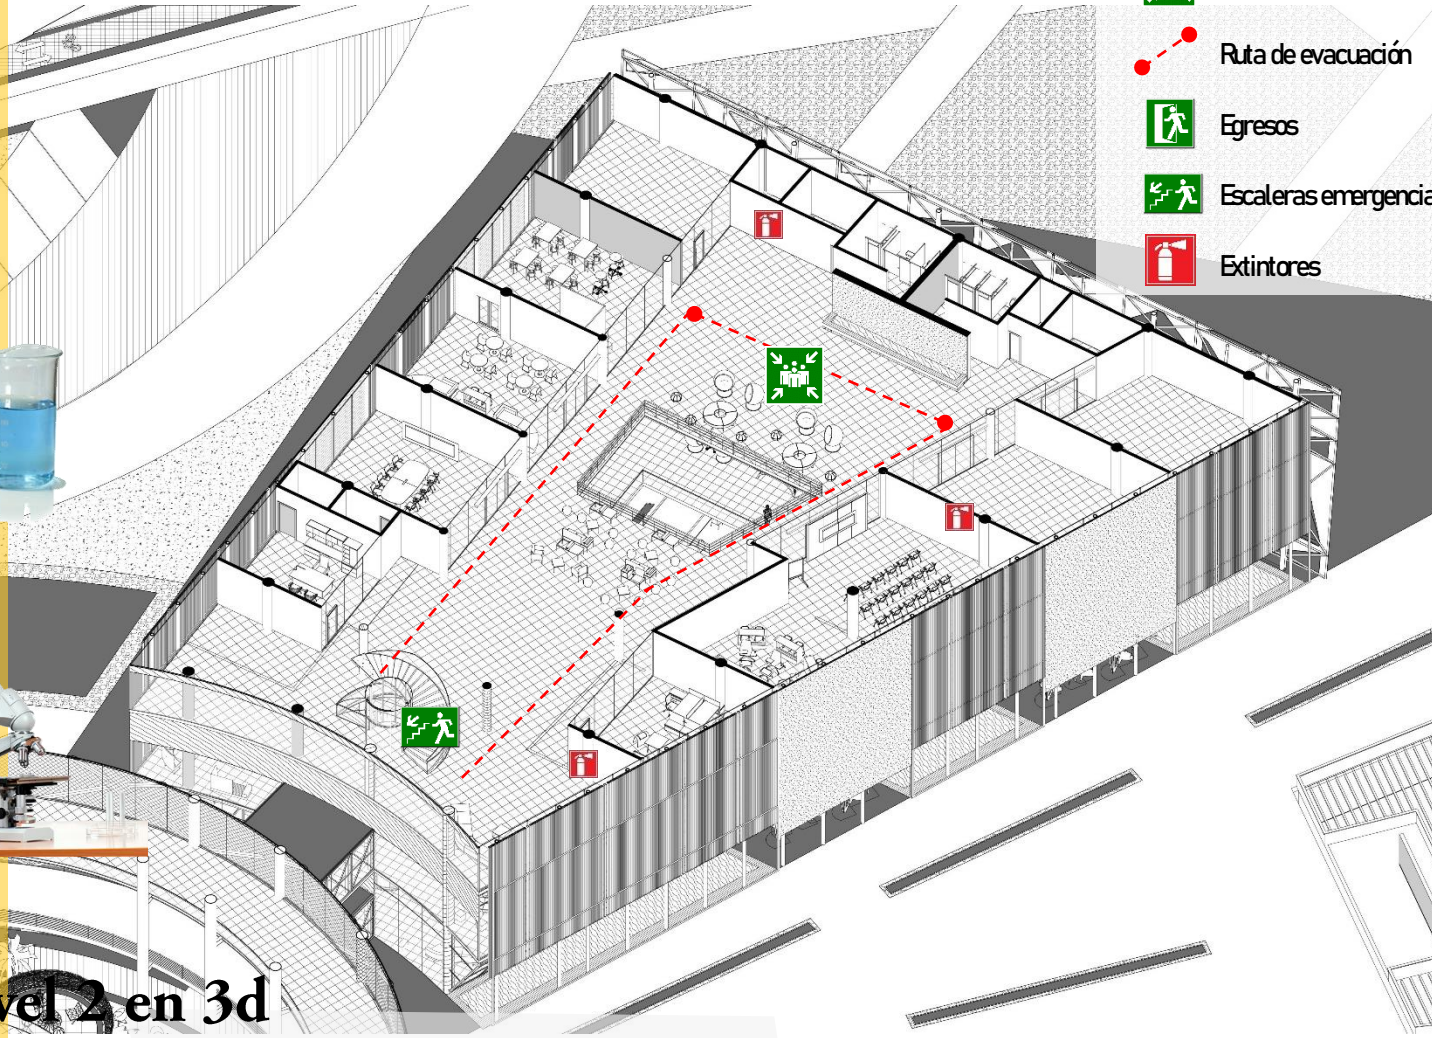 Ruta de evacuación
Egresos
Escaleras emergencia
Extintores
vel 2 en 3d